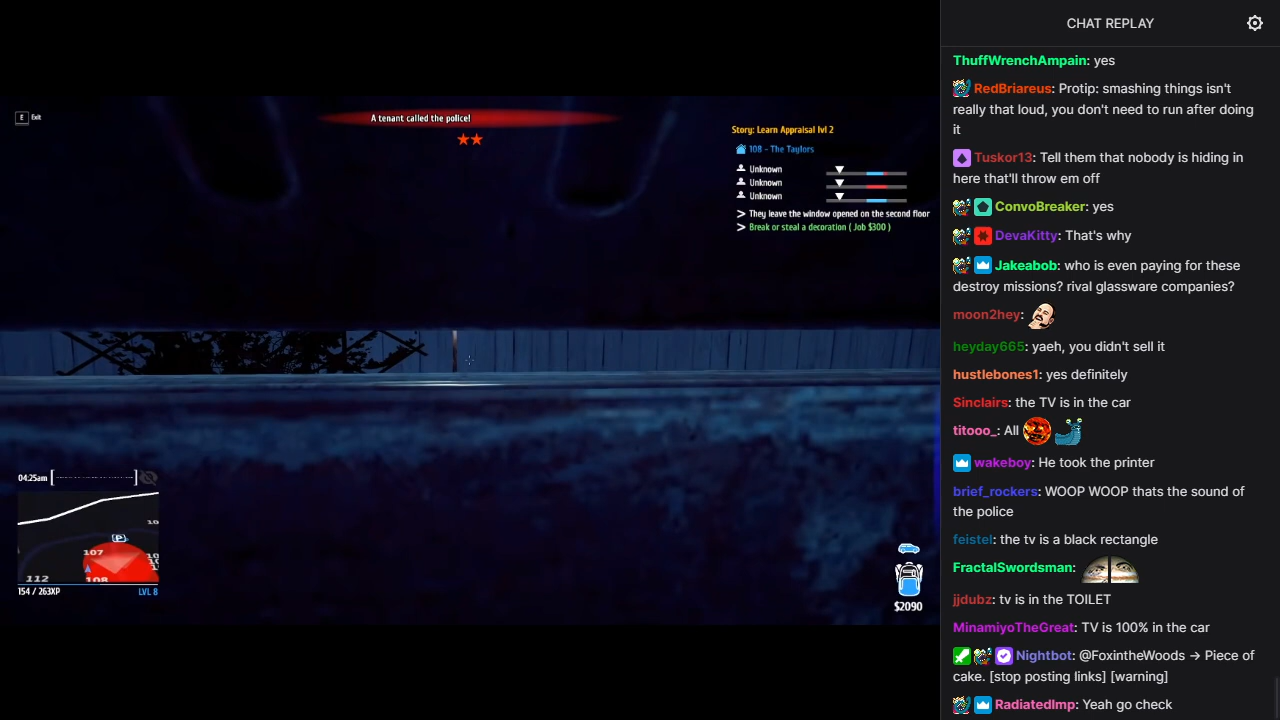 E Exit
A tenant called the police!
Story: Learn Appraisal lvl 2
108 - The Taylors
Unknown
Unknown
Unknown
> They leave the window opened on the second floor
> Break or steal a decoration ( Job $300 )
04:25am
107
112
108
154 / 263XP
LVL 8
$2090
CHAT REPLAY
ThuffWrenchAmpain: yes
RedBriareus: Protip: smashing things isn't
really that loud, you don't need to run after doing
it
Tuskor13: Tell them that nobody is hiding in
here that'll throw em off
ConvoBreaker: yes
DevaKitty: That's why
Jakeabob: who is even paying for these
destroy missions? rival glassware companies?
moon2hey:
heyday665: yaeh, you didn't sell it
hustlebones1: yes definitely
Sinclairs: the TV is in the car
titooo_: All
wakeboy: He took the printer
brief_rockers: WOOP WOOP thats the sound of
the police
feistel: the tv is a black rectangle
FractalSwordsman:
jjdubz: tv is in the TOILET
MinamiyoTheGreat: TV is 100% in the car
Nightbot: @FoxintheWoods → Piece of
cake. [stop posting links] [warning]
RadiatedImp: Yeah go check